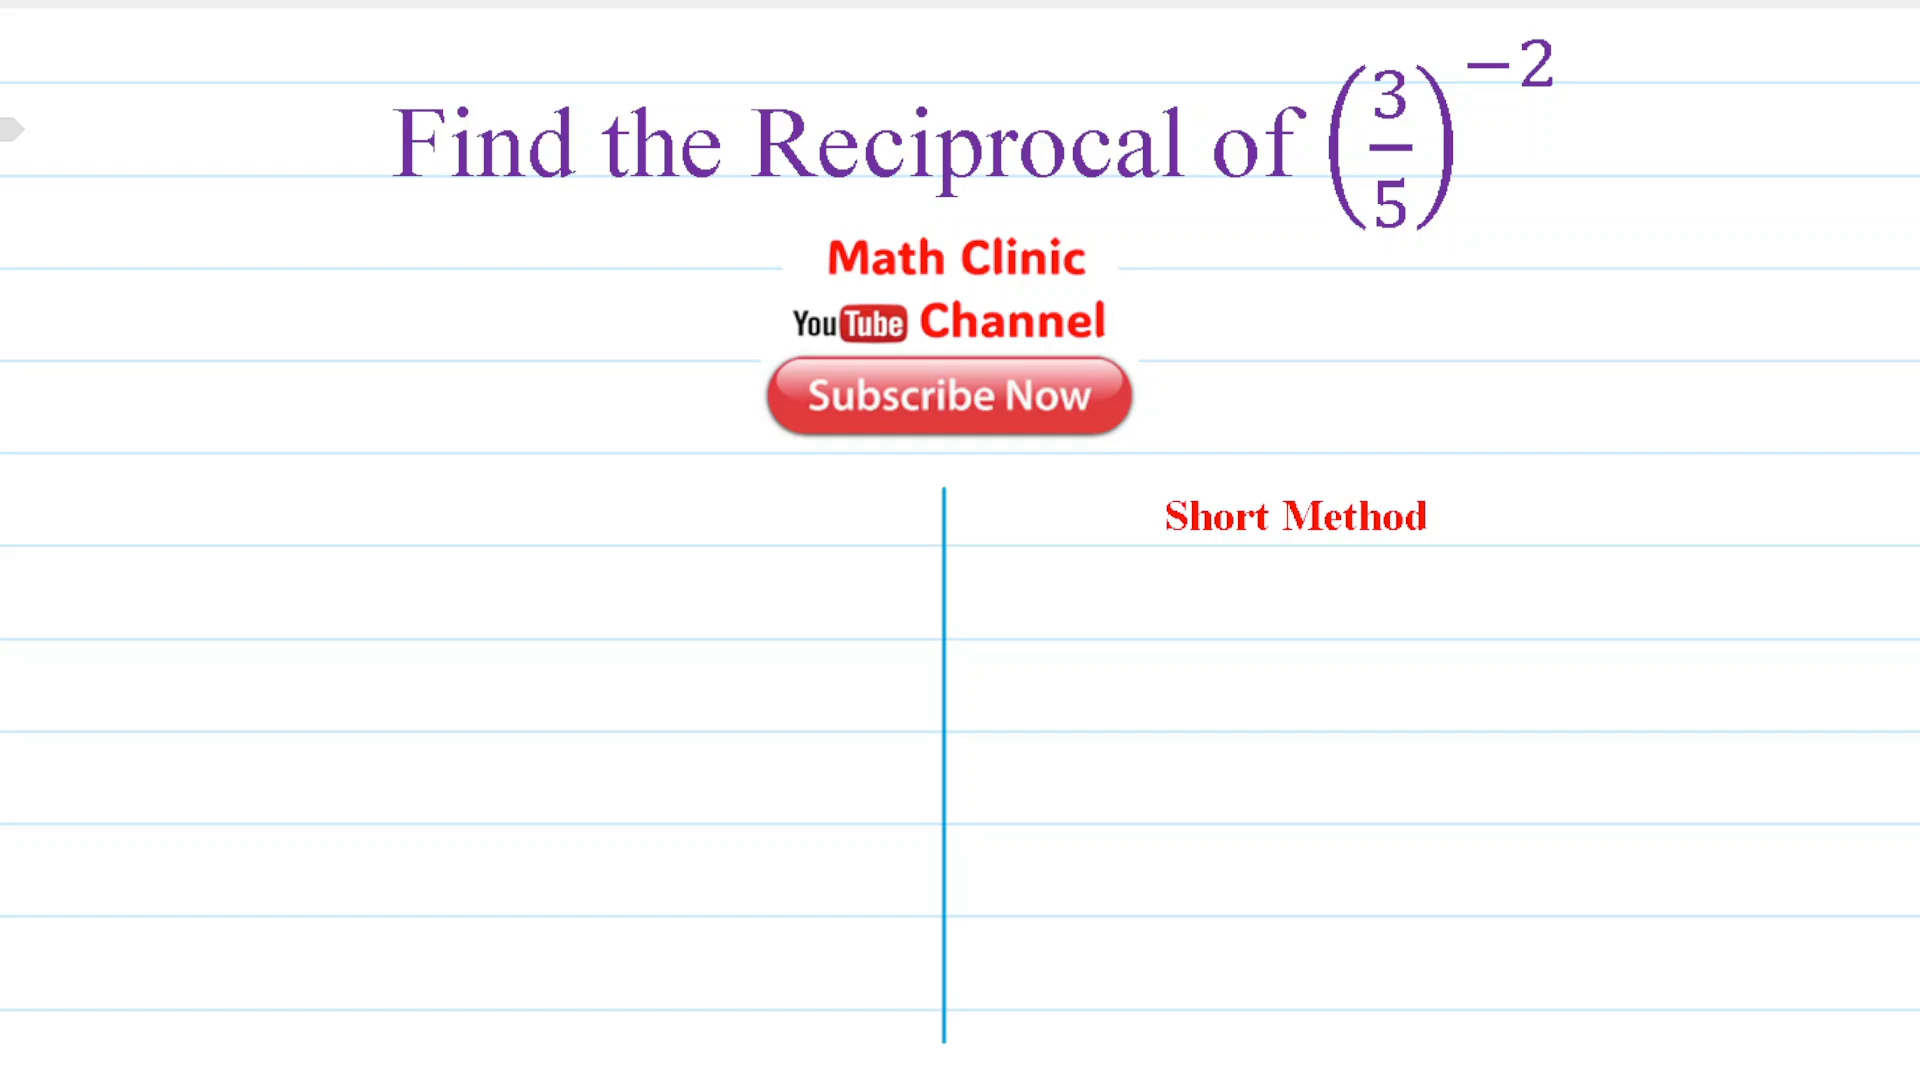 Find the Reciprocal of (3/5)^−2
Math Clinic
YouTube Channel
Subscribe Now
Short Method